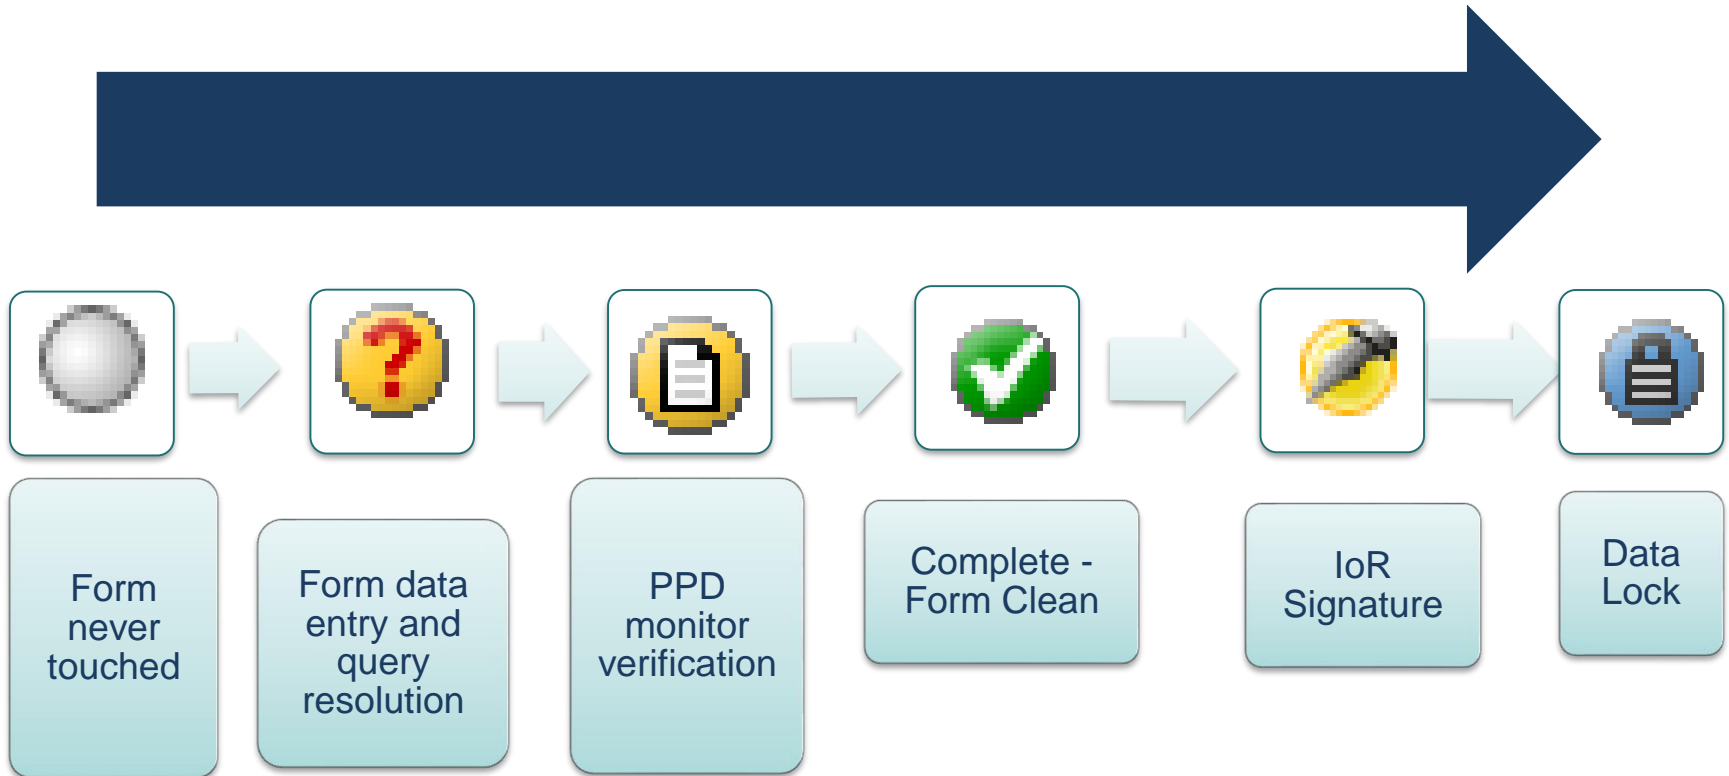 Form
never
touched
Form data
entry and
query
resolution
PPD
monitor
verification
Complete -
Form Clean
IoR
Signature
Data
Lock